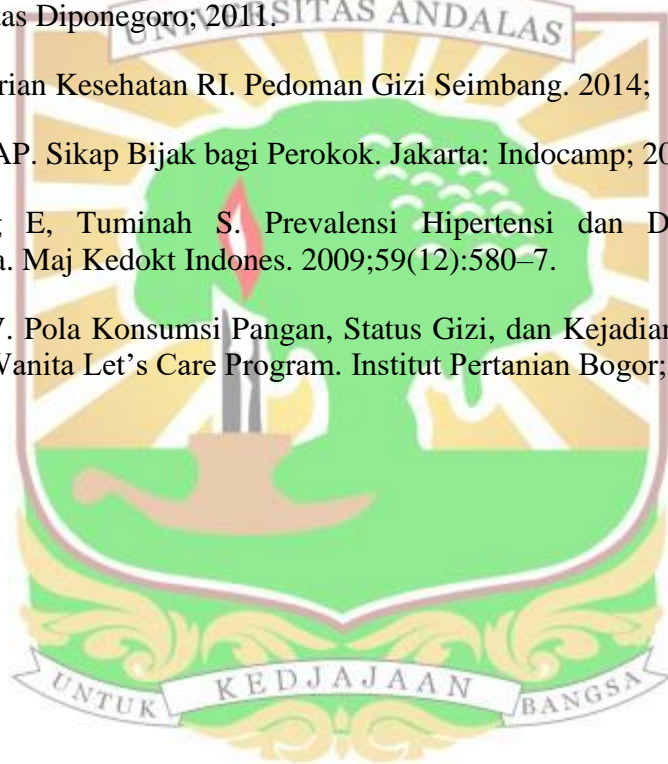 tas Diponegoro; 2011.
UNIVERSITAS ANDALAS
rian Kesehatan RI. Pedoman Gizi Seimbang. 2014;
AP. Sikap Bijak bagi Perokok. Jakarta: Indocamp; 20
; E, Tuminah S. Prevalensi Hipertensi dan D
a. Maj Kedokt Indones. 2009;59(12):580–7.
. Pola Konsumsi Pangan, Status Gizi, dan Kejadian
Wanita Let's Care Program. Institut Pertanian Bogor;
UNTUK KEDJAJAAN BANGSA